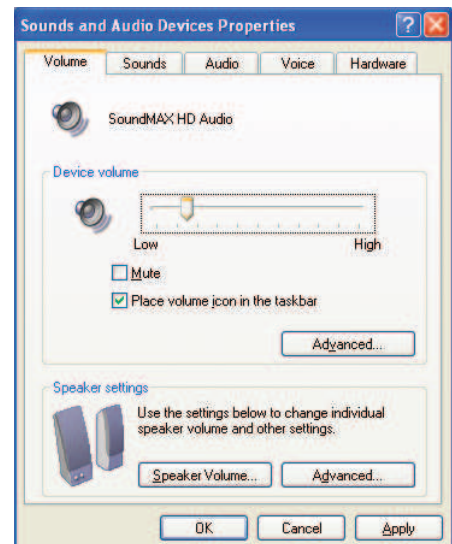 Sounds and Audio Devices Properties
Volume Sounds Audio Voice Hardware
SoundMAX HD Audio
Device volume
Low High
Mute
Place volume icon in the taskbar
Advanced...
Speaker settings
Use the settings below to change individual
speaker volume and other settings.
Speaker Volume... Advanced...
OK Cancel Apply